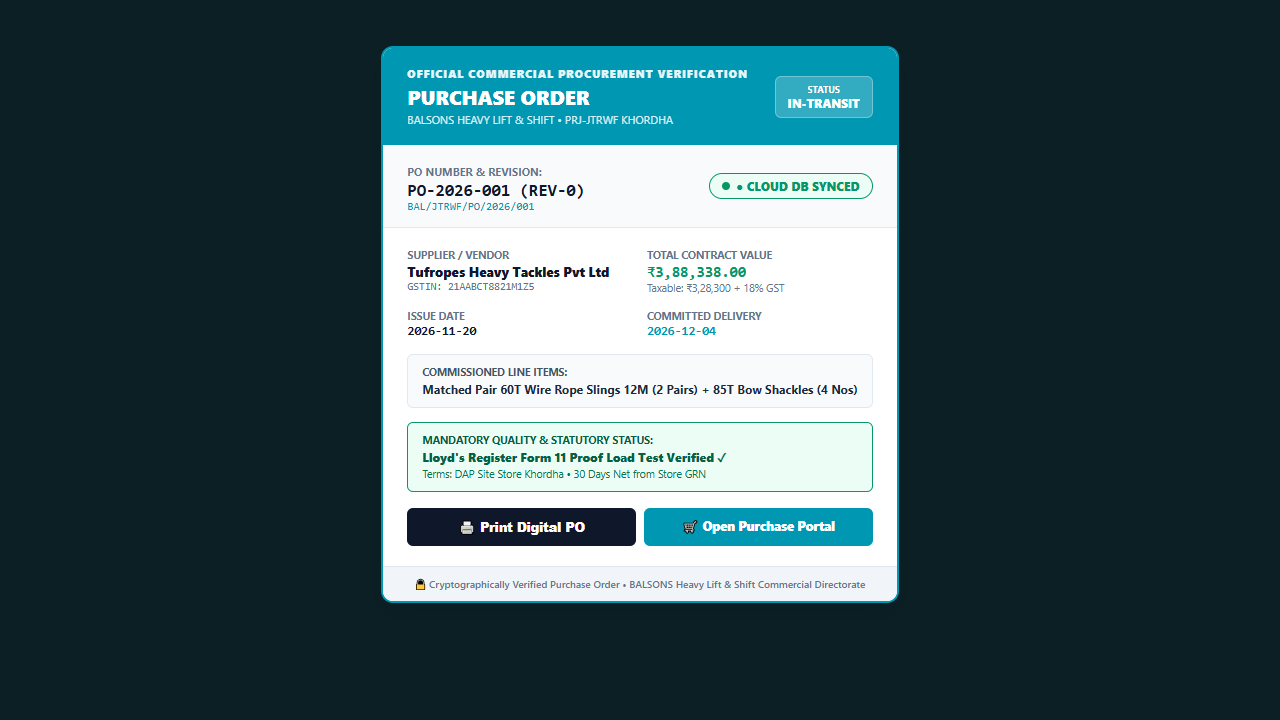 OFFICIAL COMMERCIAL PROCUREMENT VERIFICATION
PURCHASE ORDER
BALSONS HEAVY LIFT & SHIFT • PRJ-JTRWF KHORDHA
STATUS
IN-TRANSIT
PO NUMBER & REVISION:
PO-2026-001 (REV-0)
BAL/JTRWF/PO/2026/001
● CLOUD DB SYNCED
SUPPLIER / VENDOR
Tufropes Heavy Tackles Pvt Ltd
GSTIN: 21AABCT8821M1Z5
TOTAL CONTRACT VALUE
₹3,88,338.00
Taxable: ₹3,28,300 + 18% GST
ISSUE DATE
2026-11-20
COMMITTED DELIVERY
2026-12-04
COMMISSIONED LINE ITEMS:
Matched Pair 60T Wire Rope Slings 12M (2 Pairs) + 85T Bow Shackles (4 Nos)
MANDATORY QUALITY & STATUTORY STATUS:
Lloyd's Register Form 11 Proof Load Test Verified ✓
Terms: DAP Site Store Khordha • 30 Days Net from Store GRN
🖨️ Print Digital PO
🛒 Open Purchase Portal
🔒 Cryptographically Verified Purchase Order • BALSONS Heavy Lift & Shift Commercial Directorate